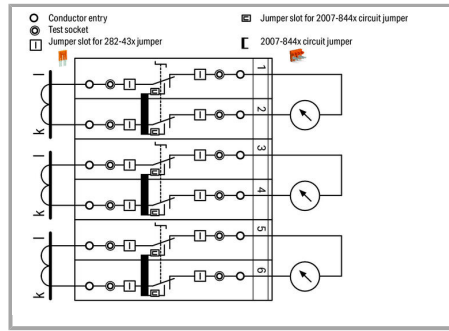 Conductor entry
Test socket
Jumper slot for 282-43x jumper
Jumper slot for 2007-844x circuit jumper
2007-844x circuit jumper
l
k
l
k
l
k
1
2
3
4
5
6